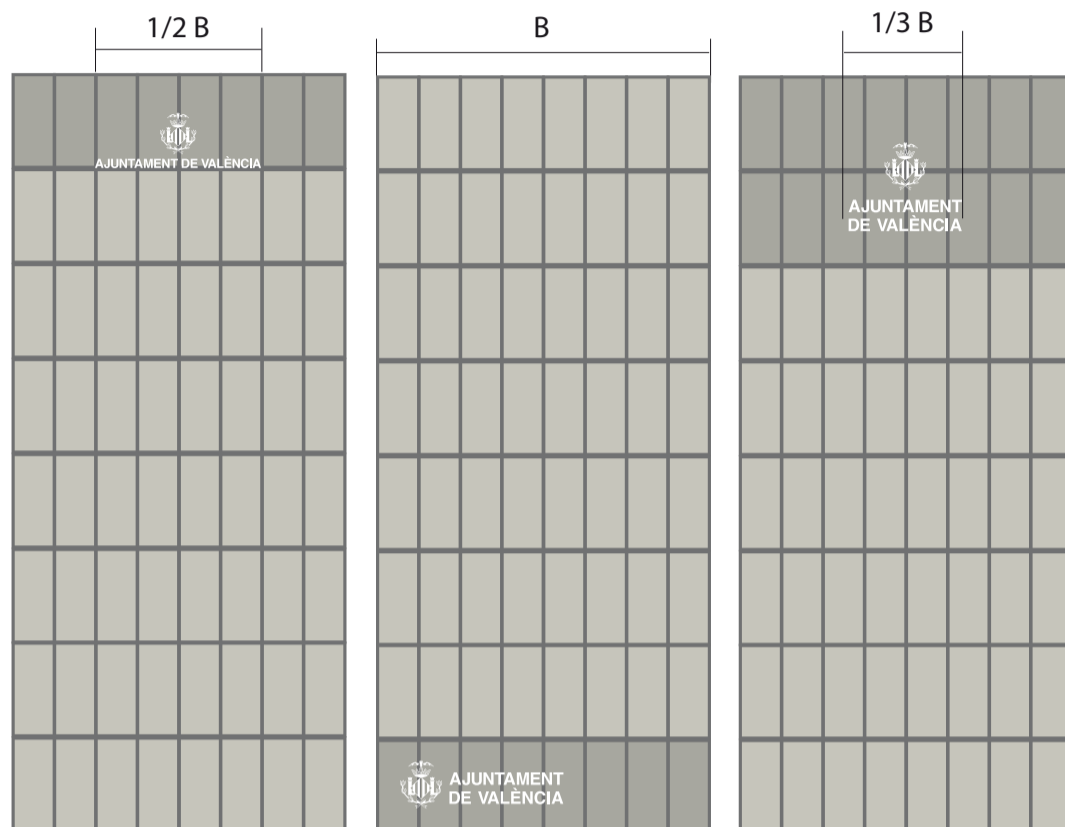 1/2 B
B
1/3 B
AJUNTAMENT DE VALÈNCIA
AJUNTAMENT
DE VALÈNCIA
AJUNTAMENT
DE VALÈNCIA